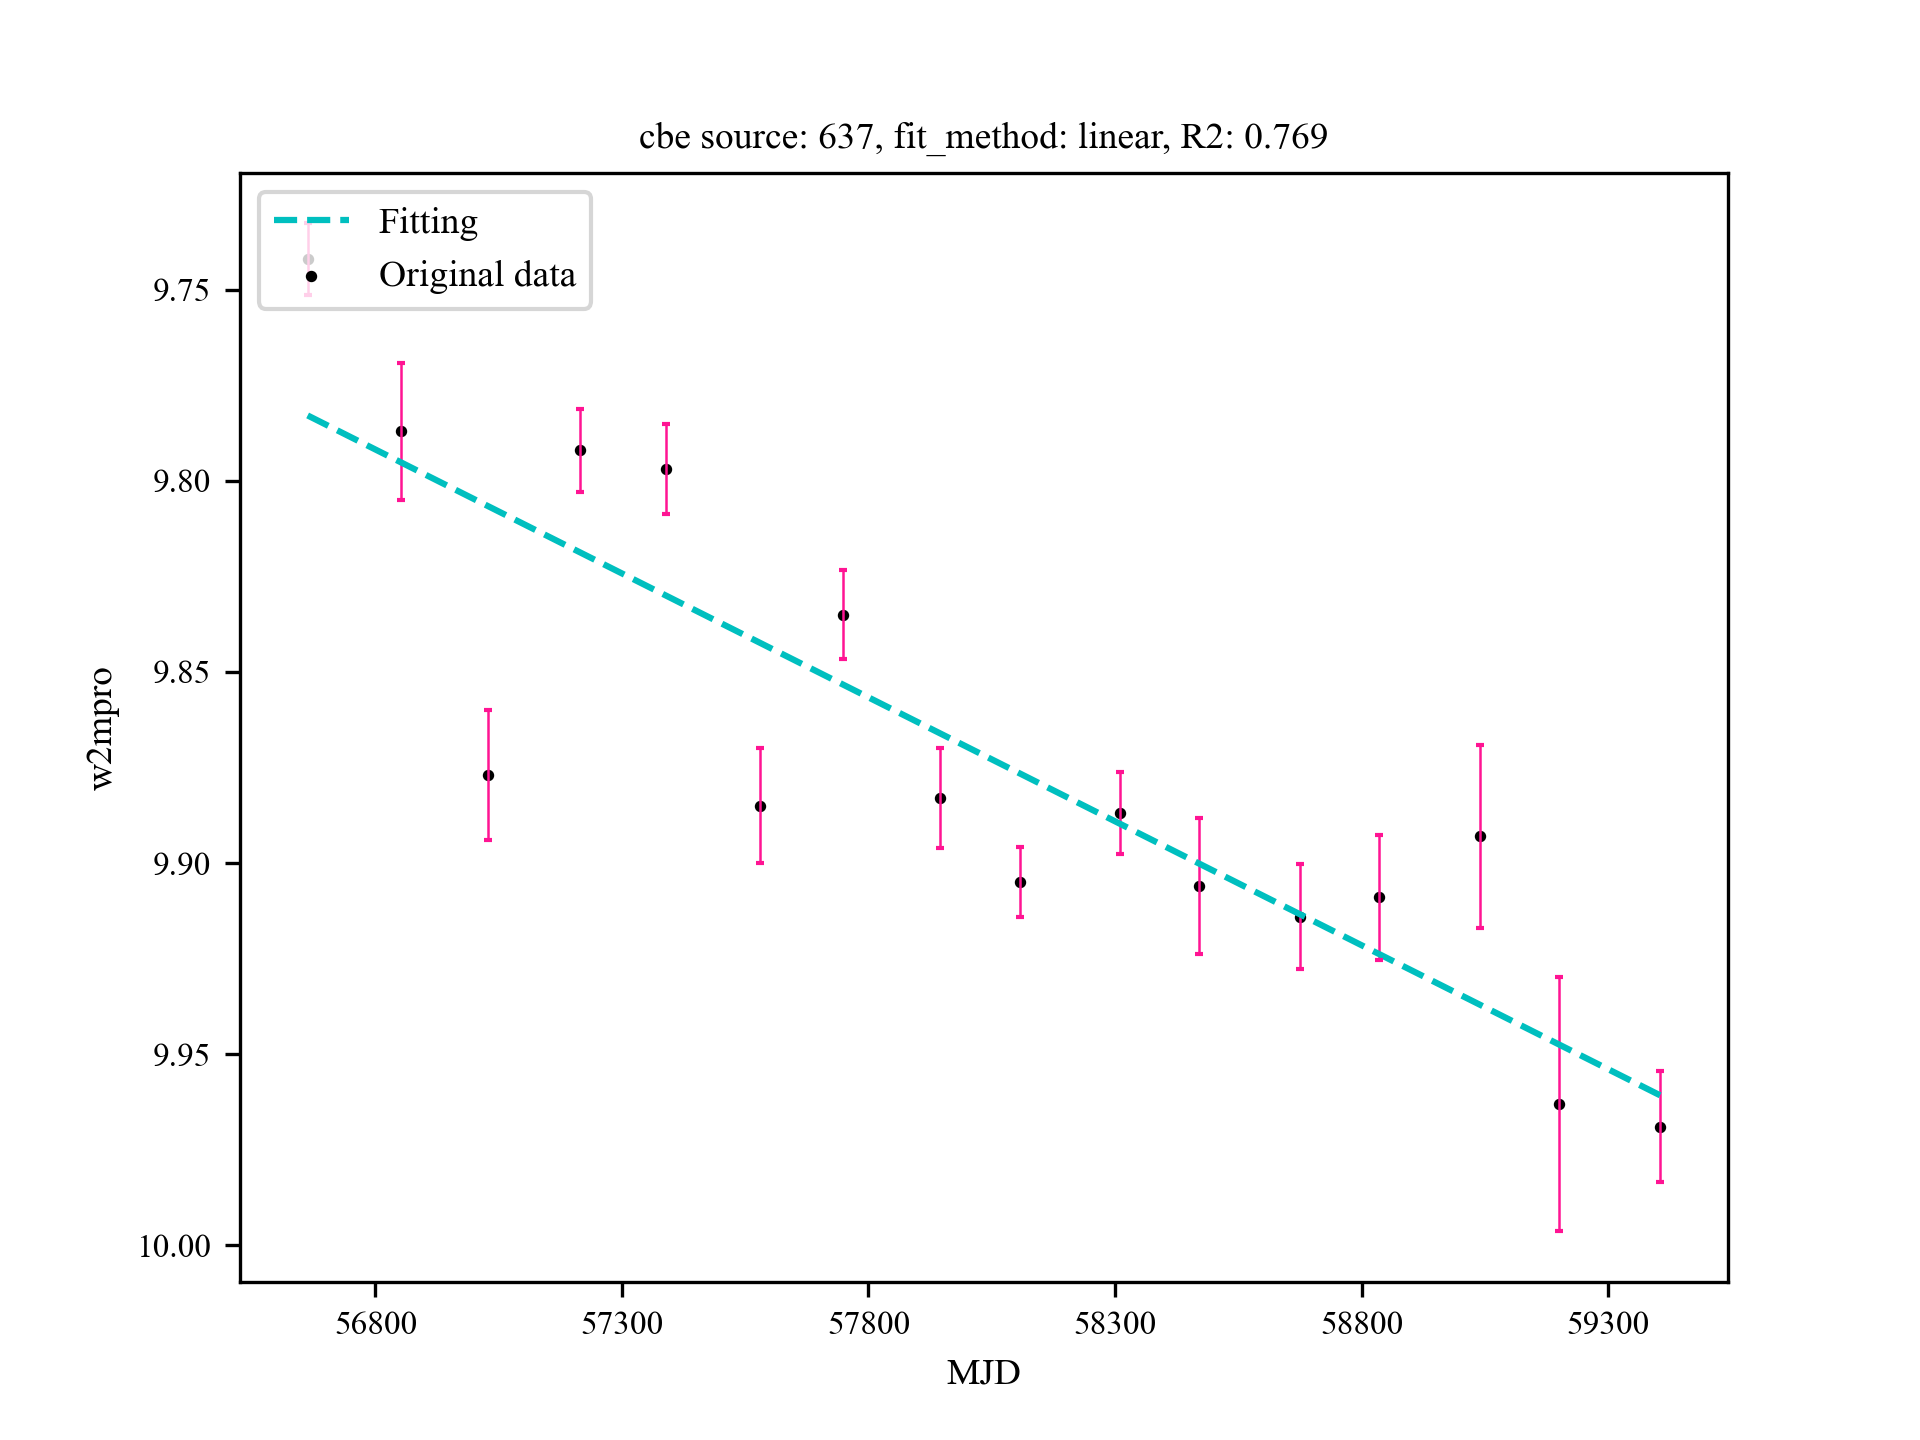 cbe source: 637, fit_method: linear, R2: 0.769
Fitting
Original data
9.75
9.80
9.85
9.90
9.95
10.00
w2mpro
56800
57300
57800
58300
58800
59300
MJD